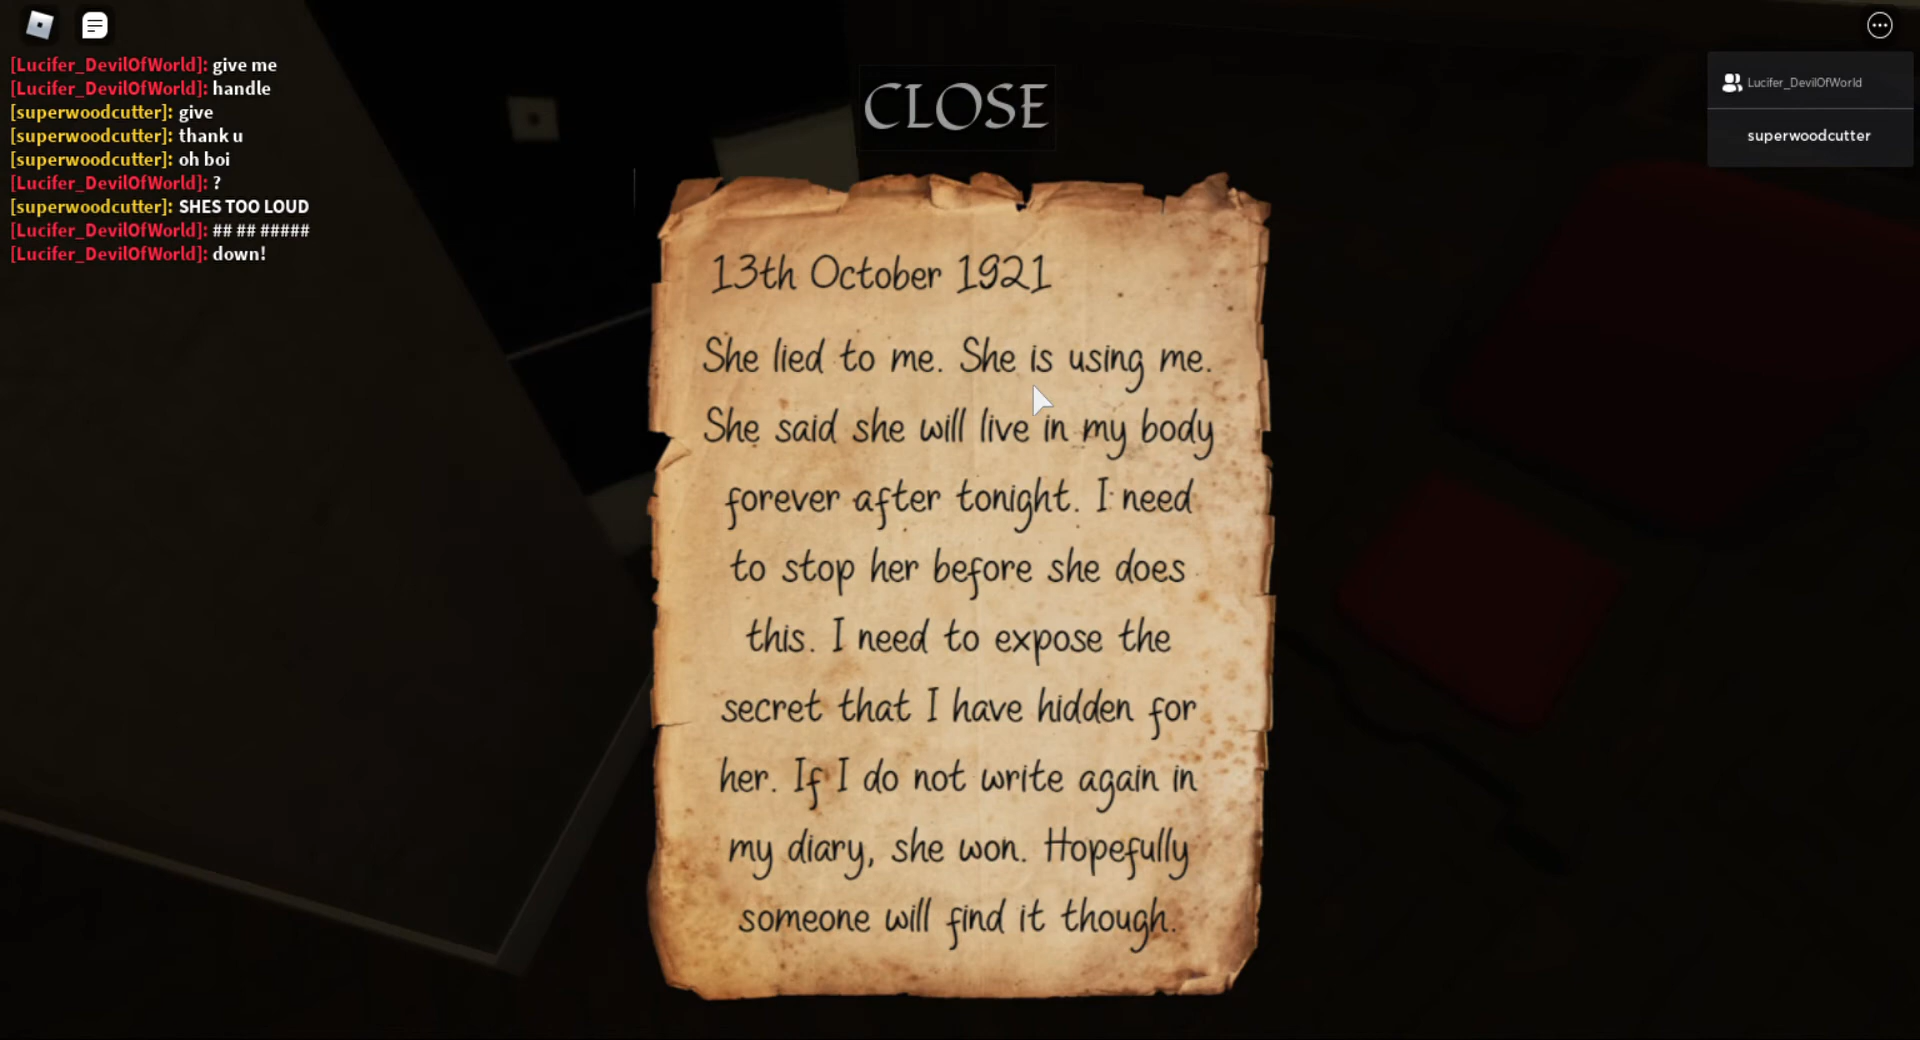 [Lucifer_DevilOfWorld]: give me
[Lucifer_DevilOfWorld]: handle
[superwoodcutter]: give
[superwoodcutter]: thank u
[superwoodcutter]: oh boi
[Lucifer_DevilOfWorld]: ?
[superwoodcutter]: SHES TOO LOUD
[Lucifer_DevilOfWorld]: ## ## #####
[Lucifer_DevilOfWorld]: down!
CLOSE
13th October 1921
She lied to me. She is using me.
She said she will live in my body
forever after tonight. I need
to stop her before she does
this. I need to expose the
secret that I have hidden for
her. If I do not write again in
my diary, she won. Hopefully
someone will find it though.
Lucifer_DevilOfWorld
superwoodcutter